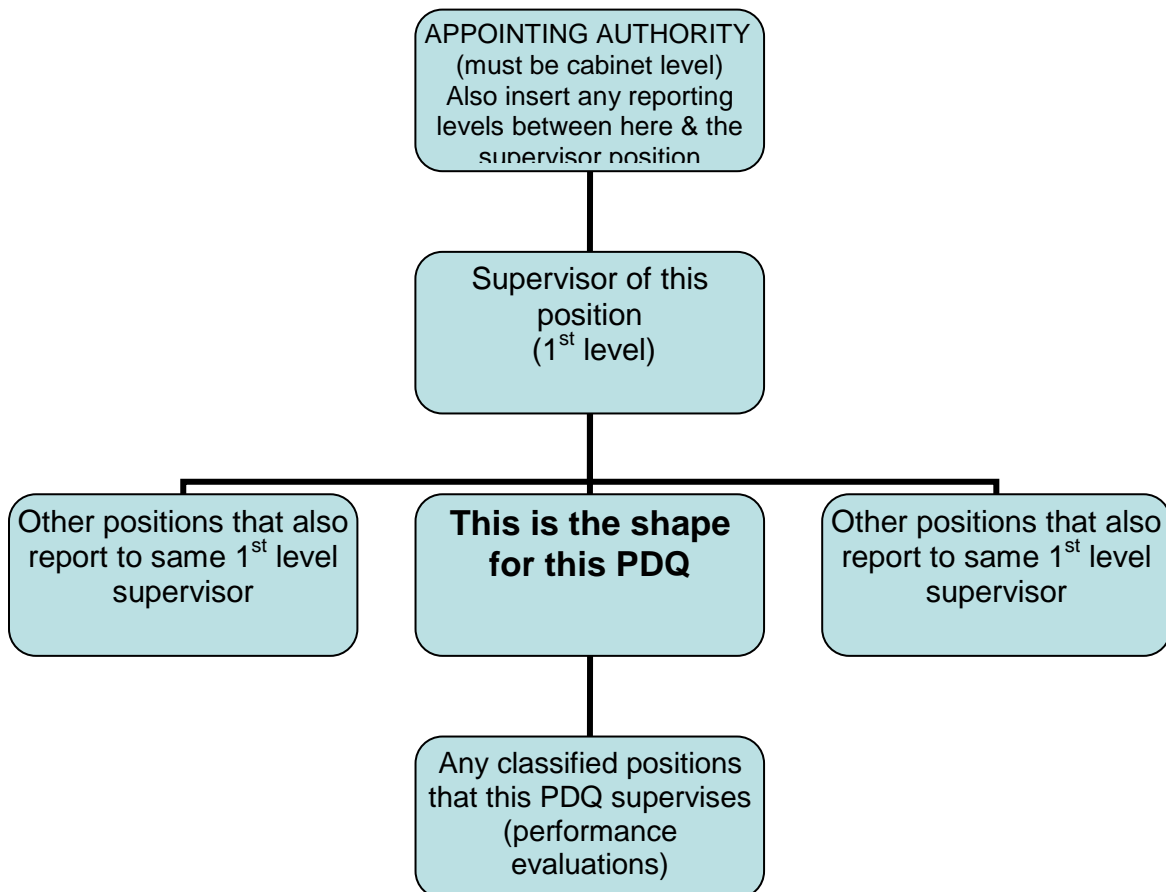 APPOINTING AUTHORITY
(must be cabinet level)
Also insert any reporting
levels between here & the
supervisor position
Supervisor of this
position
(1st level)
Other positions that also
report to same 1st level
supervisor
This is the shape
for this PDQ
Other positions that also
report to same 1st level
supervisor
Any classified positions
that this PDQ supervises
(performance
evaluations)